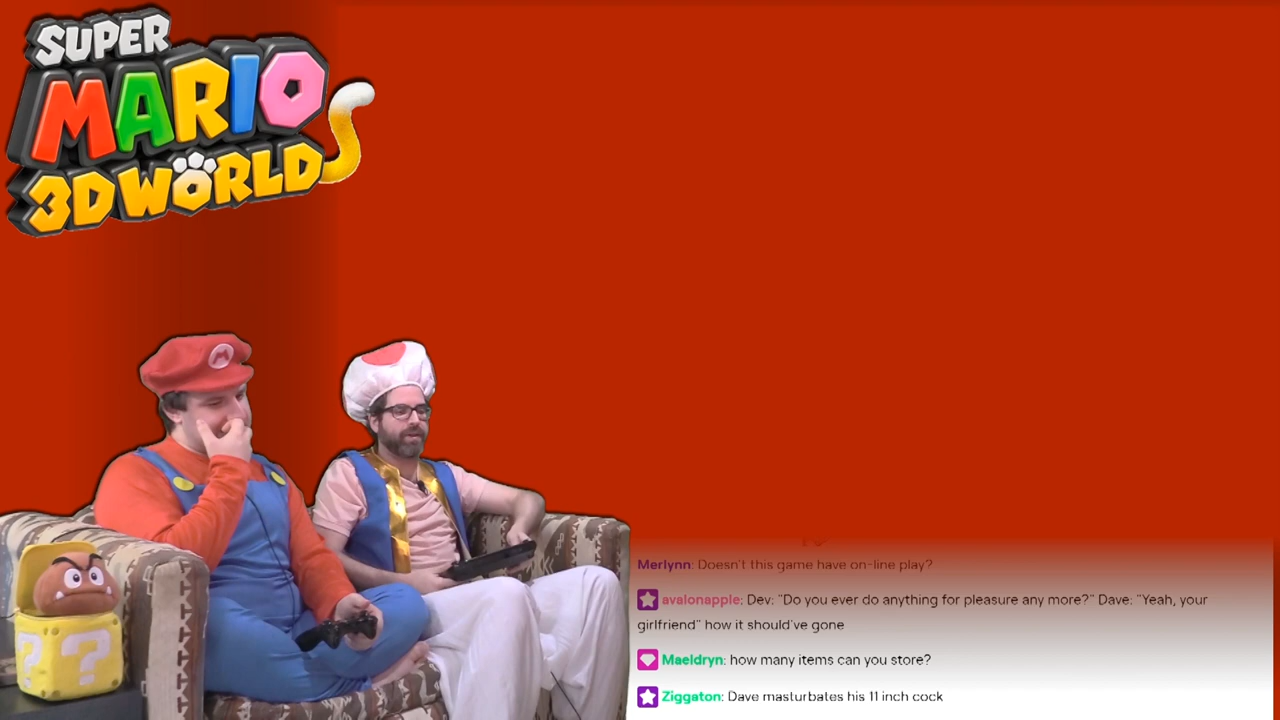 SUPER
MARIO
3D WORLD
M
? ?
Merlynn: Doesn't this game have on-line play?
avalonapple: Dev: "Do you ever do anything for pleasure any more?" Dave: "Yeah, your
girlfriend" how it should've gone
Maeldryn: how many items can you store?
Ziggaton: Dave masturbates his 11 inch cock